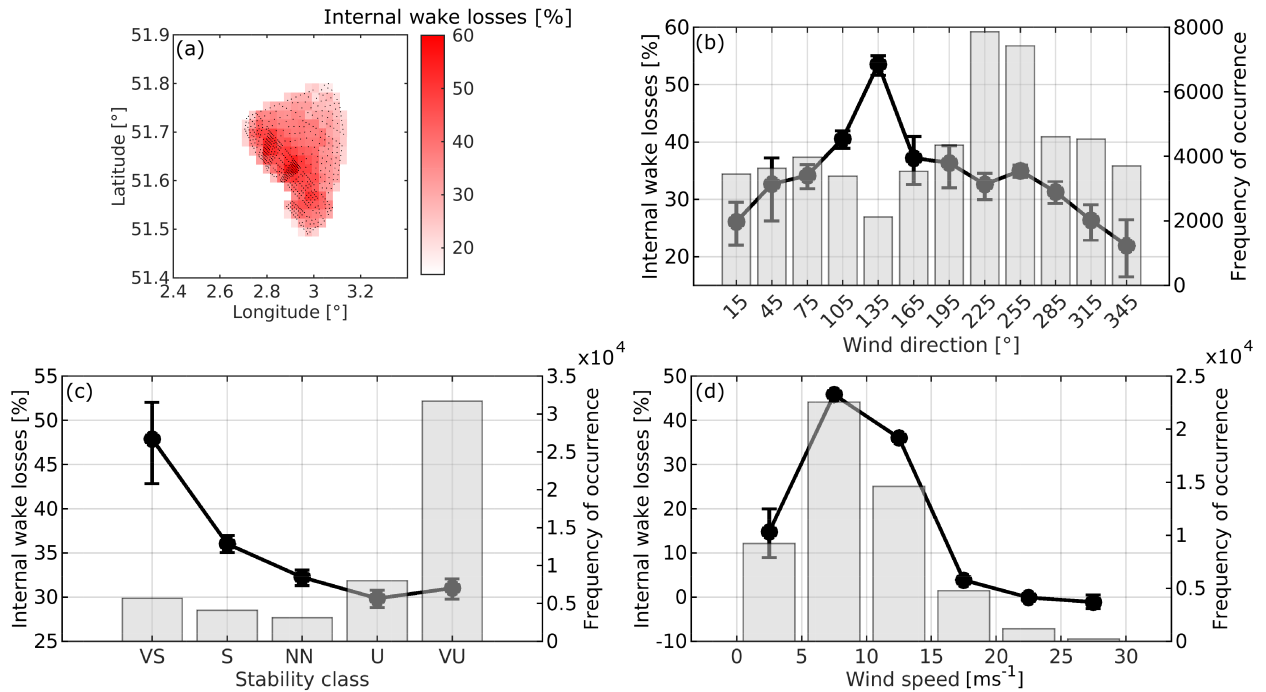 Internal wake losses [%]
(a)
51.9
51.8
51.7
51.6
51.5
51.4
Latitude [°]
2.4 2.6 2.8 3 3.2
Longitude [°]
60
50
40
30
20
(b)
60
50
40
30
20
Internal wake losses [%]
8000
6000
4000
2000
0
Frequency of occurrence
15 45 75 105 135 165 195 225 255 285 315 345
Wind direction [°]
(c)
55
50
45
40
35
30
25
Internal wake losses [%]
x10⁴
3.5
3
2.5
2
1.5
1
0.5
0
Frequency of occurrence
VS S NN U VU
Stability class
(d)
50
40
30
20
10
0
-10
Internal wake losses [%]
x10⁴
2.5
2
1.5
1
0.5
0
Frequency of occurrence
0 5 10 15 20 25 30
Wind speed [ms⁻¹]